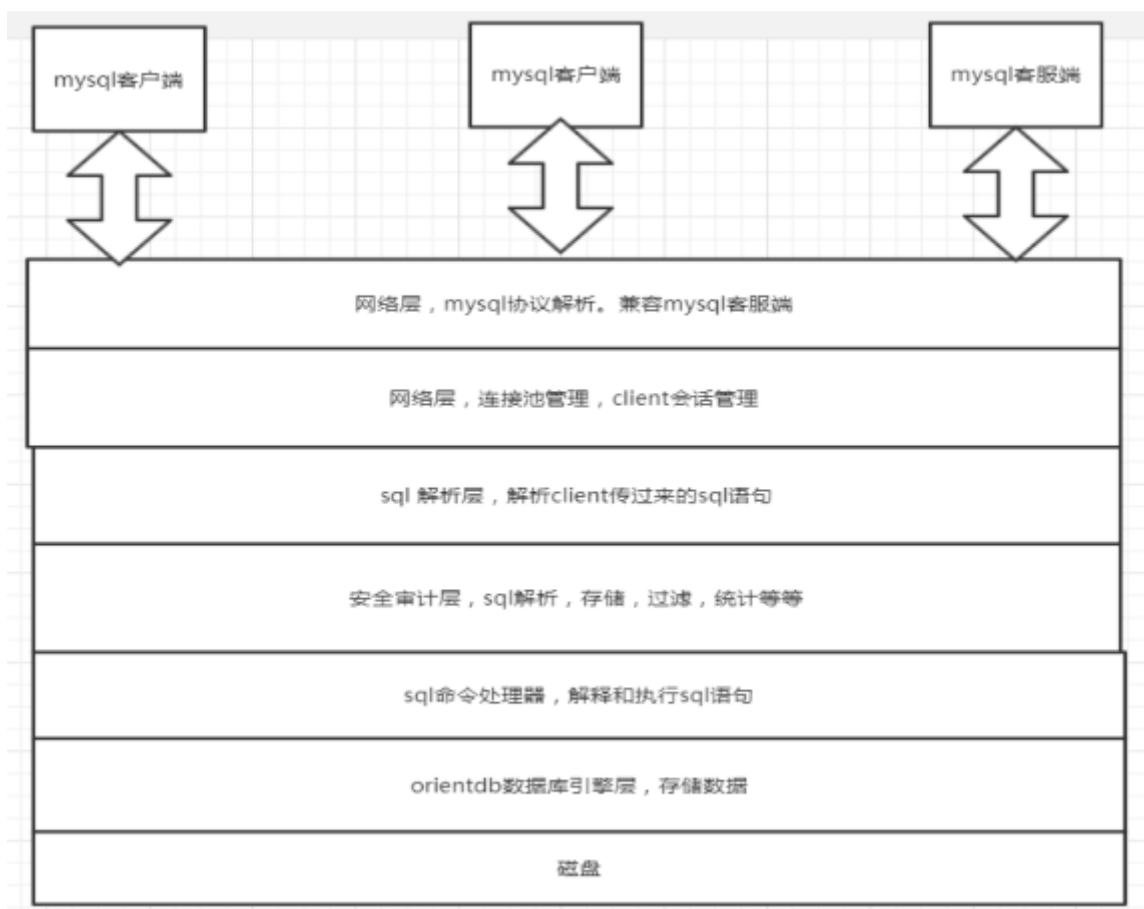 mysql客户端
mysql客户端
mysql客服端
网络层，mysql协议解析。兼容mysql客服端
网络层，连接池管理，client会话管理
sql 解析层，解析client传过来的sql语句
安全审计层，sql解析，存储，过滤，统计等等
sql命令处理器，解释和执行sql语句
orientdb数据库引擎层，存储数据
磁盘